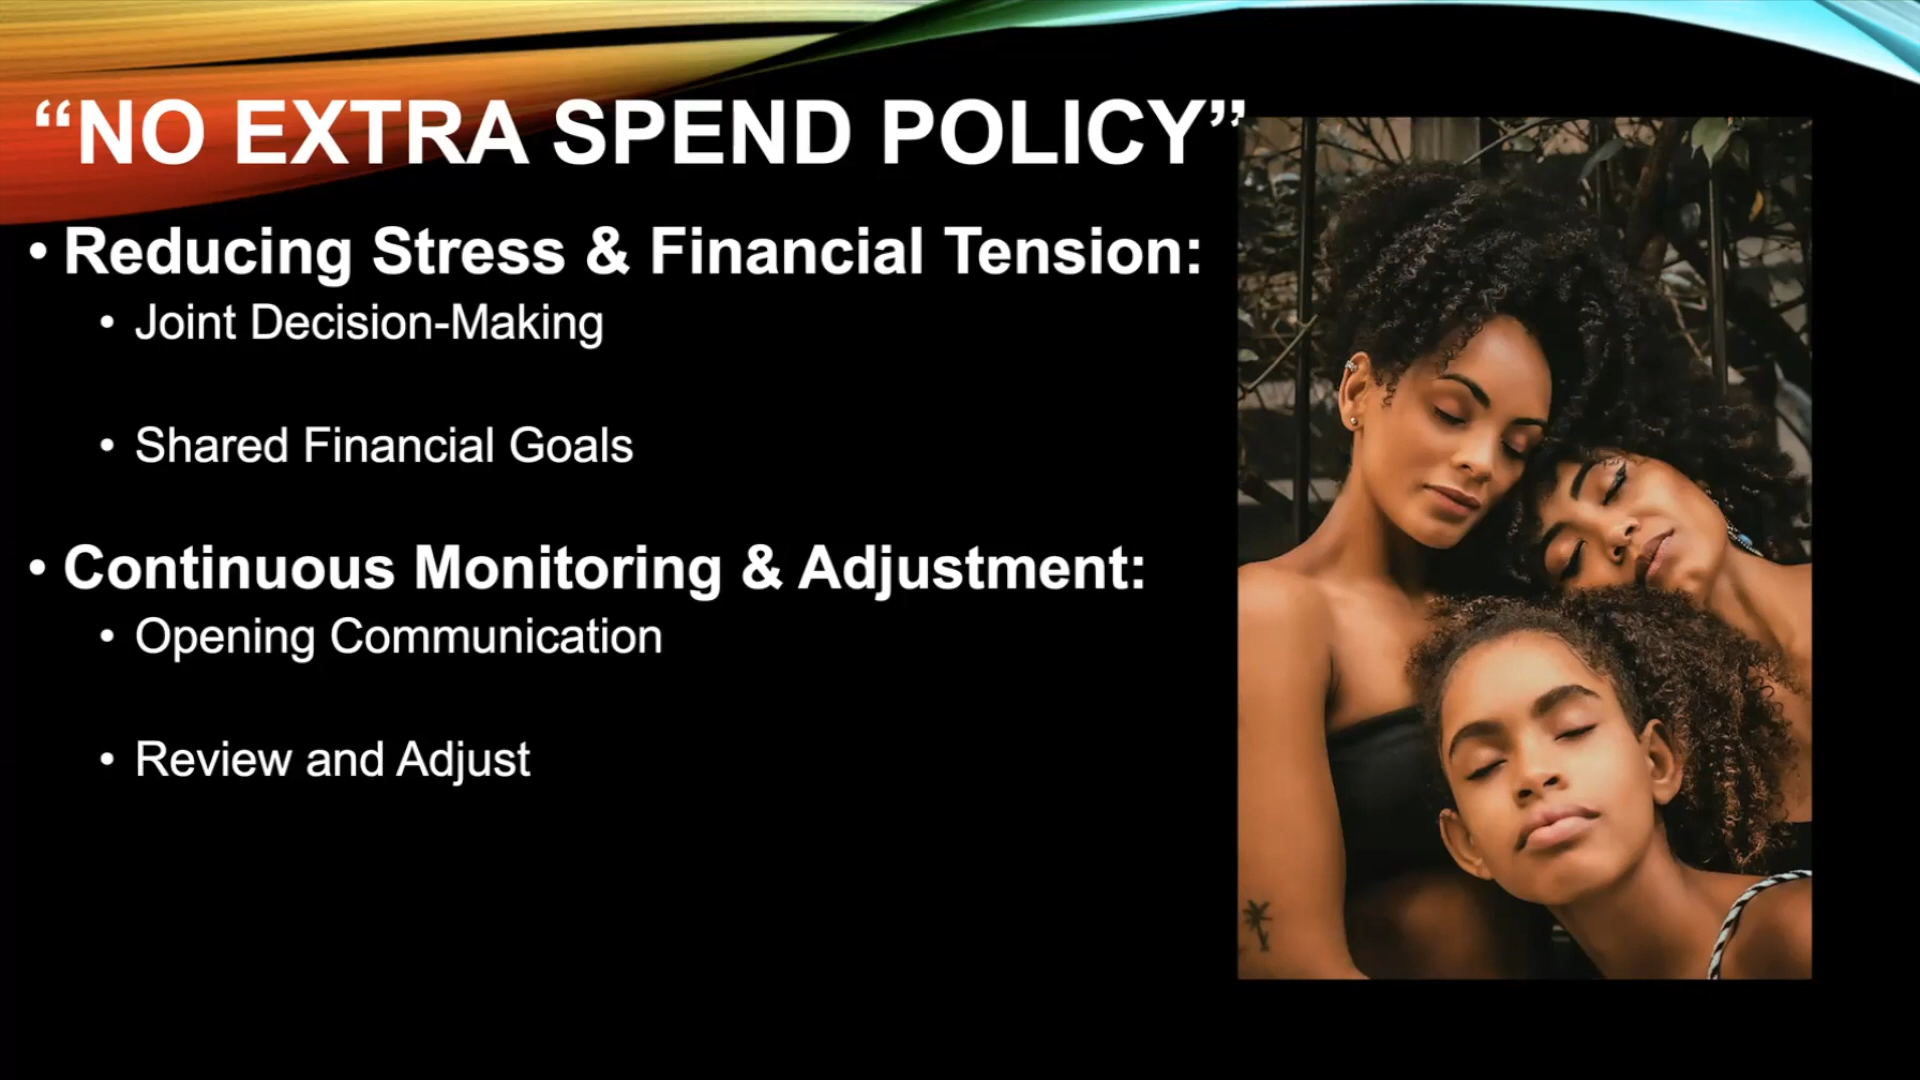 “NO EXTRA SPEND POLICY”
• Reducing Stress & Financial Tension:
• Joint Decision-Making
• Shared Financial Goals
• Continuous Monitoring & Adjustment:
• Opening Communication
• Review and Adjust